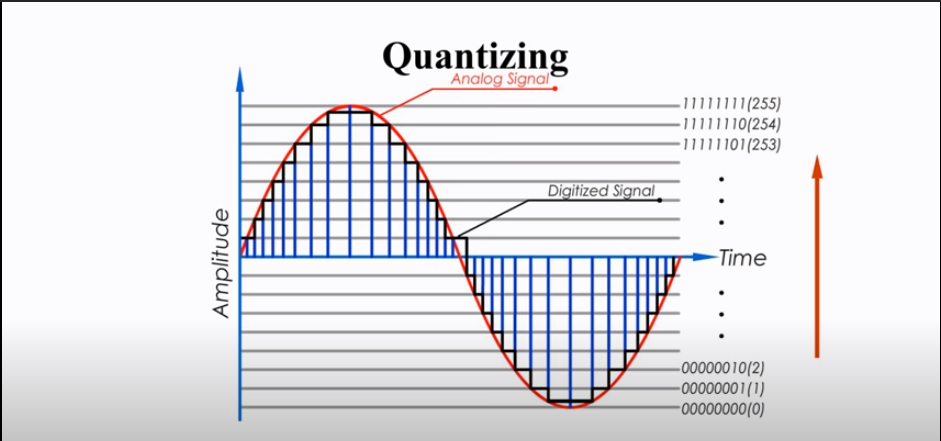 Quantizing
Analog Signal
11111111(255)
11111110(254)
11111101(253)
Digitized Signal
Amplitude
Time
00000010(2)
00000001(1)
00000000(0)